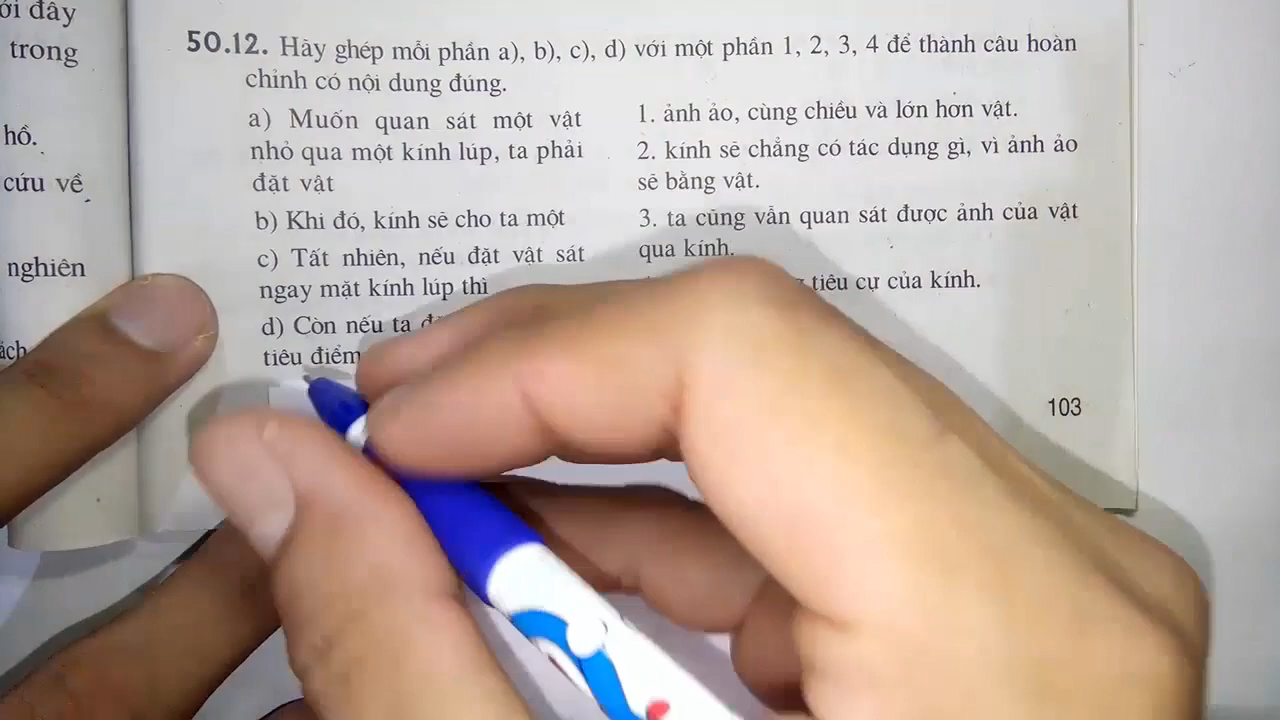 ới đây
trong
hồ.
cứu về
nghiên
ách
50.12. Hãy ghép mỗi phần a), b), c), d) với một phần 1, 2, 3, 4 để thành câu hoàn
chỉnh có nội dung đúng.
a) Muốn quan sát một vật
nhỏ qua một kính lúp, ta phải
đặt vật
b) Khi đó, kính sẽ cho ta một
c) Tất nhiên, nếu đặt vật sát
ngay mặt kính lúp thì
d) Còn nếu ta
tiêu điểm
1. ảnh ảo, cùng chiều và lớn hơn vật.
2. kính sẽ chẳng có tác dụng gì, vì ảnh ảo
sẽ bằng vật.
3. ta cũng vẫn quan sát được ảnh của vật
qua kính.
tiêu cự của kính.
103